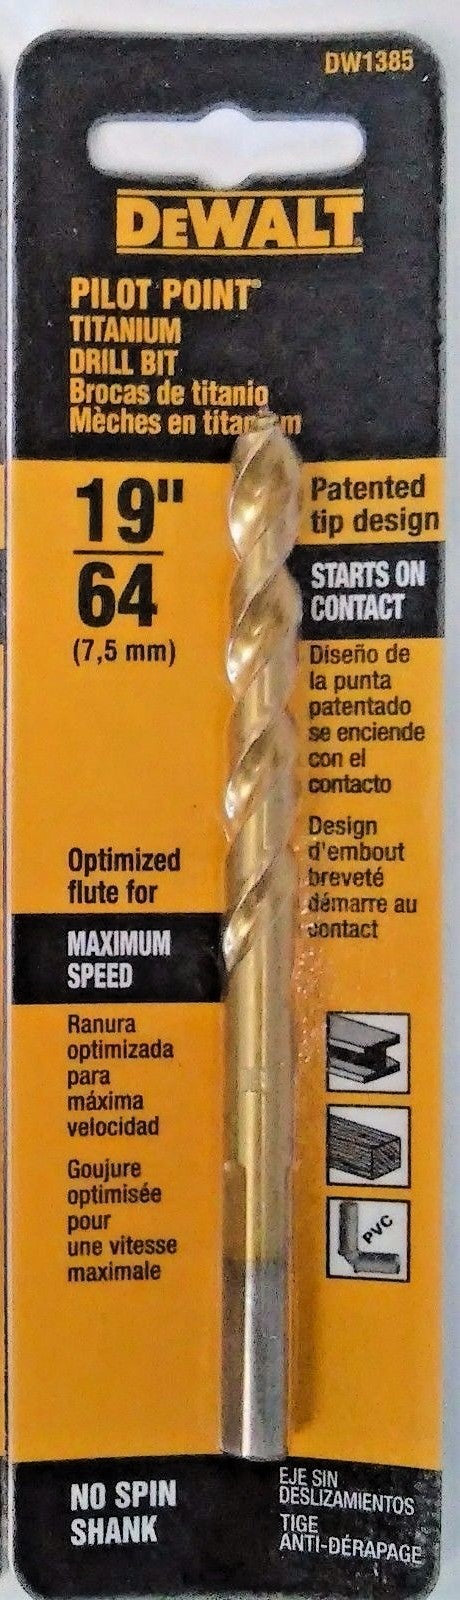 DW1385
DEWALT
PILOT POINT®
TITANIUM
DRILL BIT
Brocas de titanio
Mèches en
19"
64
(7,5 mm)
Patented
tip design
STARTS ON
CONTACT
Diseño de
la punta
patentado
se enciende
con el
contacto
Design
d'embout
breveté
démarre au
contact
Optimized
flute for
MAXIMUM
SPEED
Ranura
optimizada
para
máxima
velocidad
Goujure
optimisée
pour
une vitesse
maximale
PVC
NO SPIN
SHANK
EJE SIN
DESLIZAMIENTOS
TIGE
ANTI-DÉRAPAGE